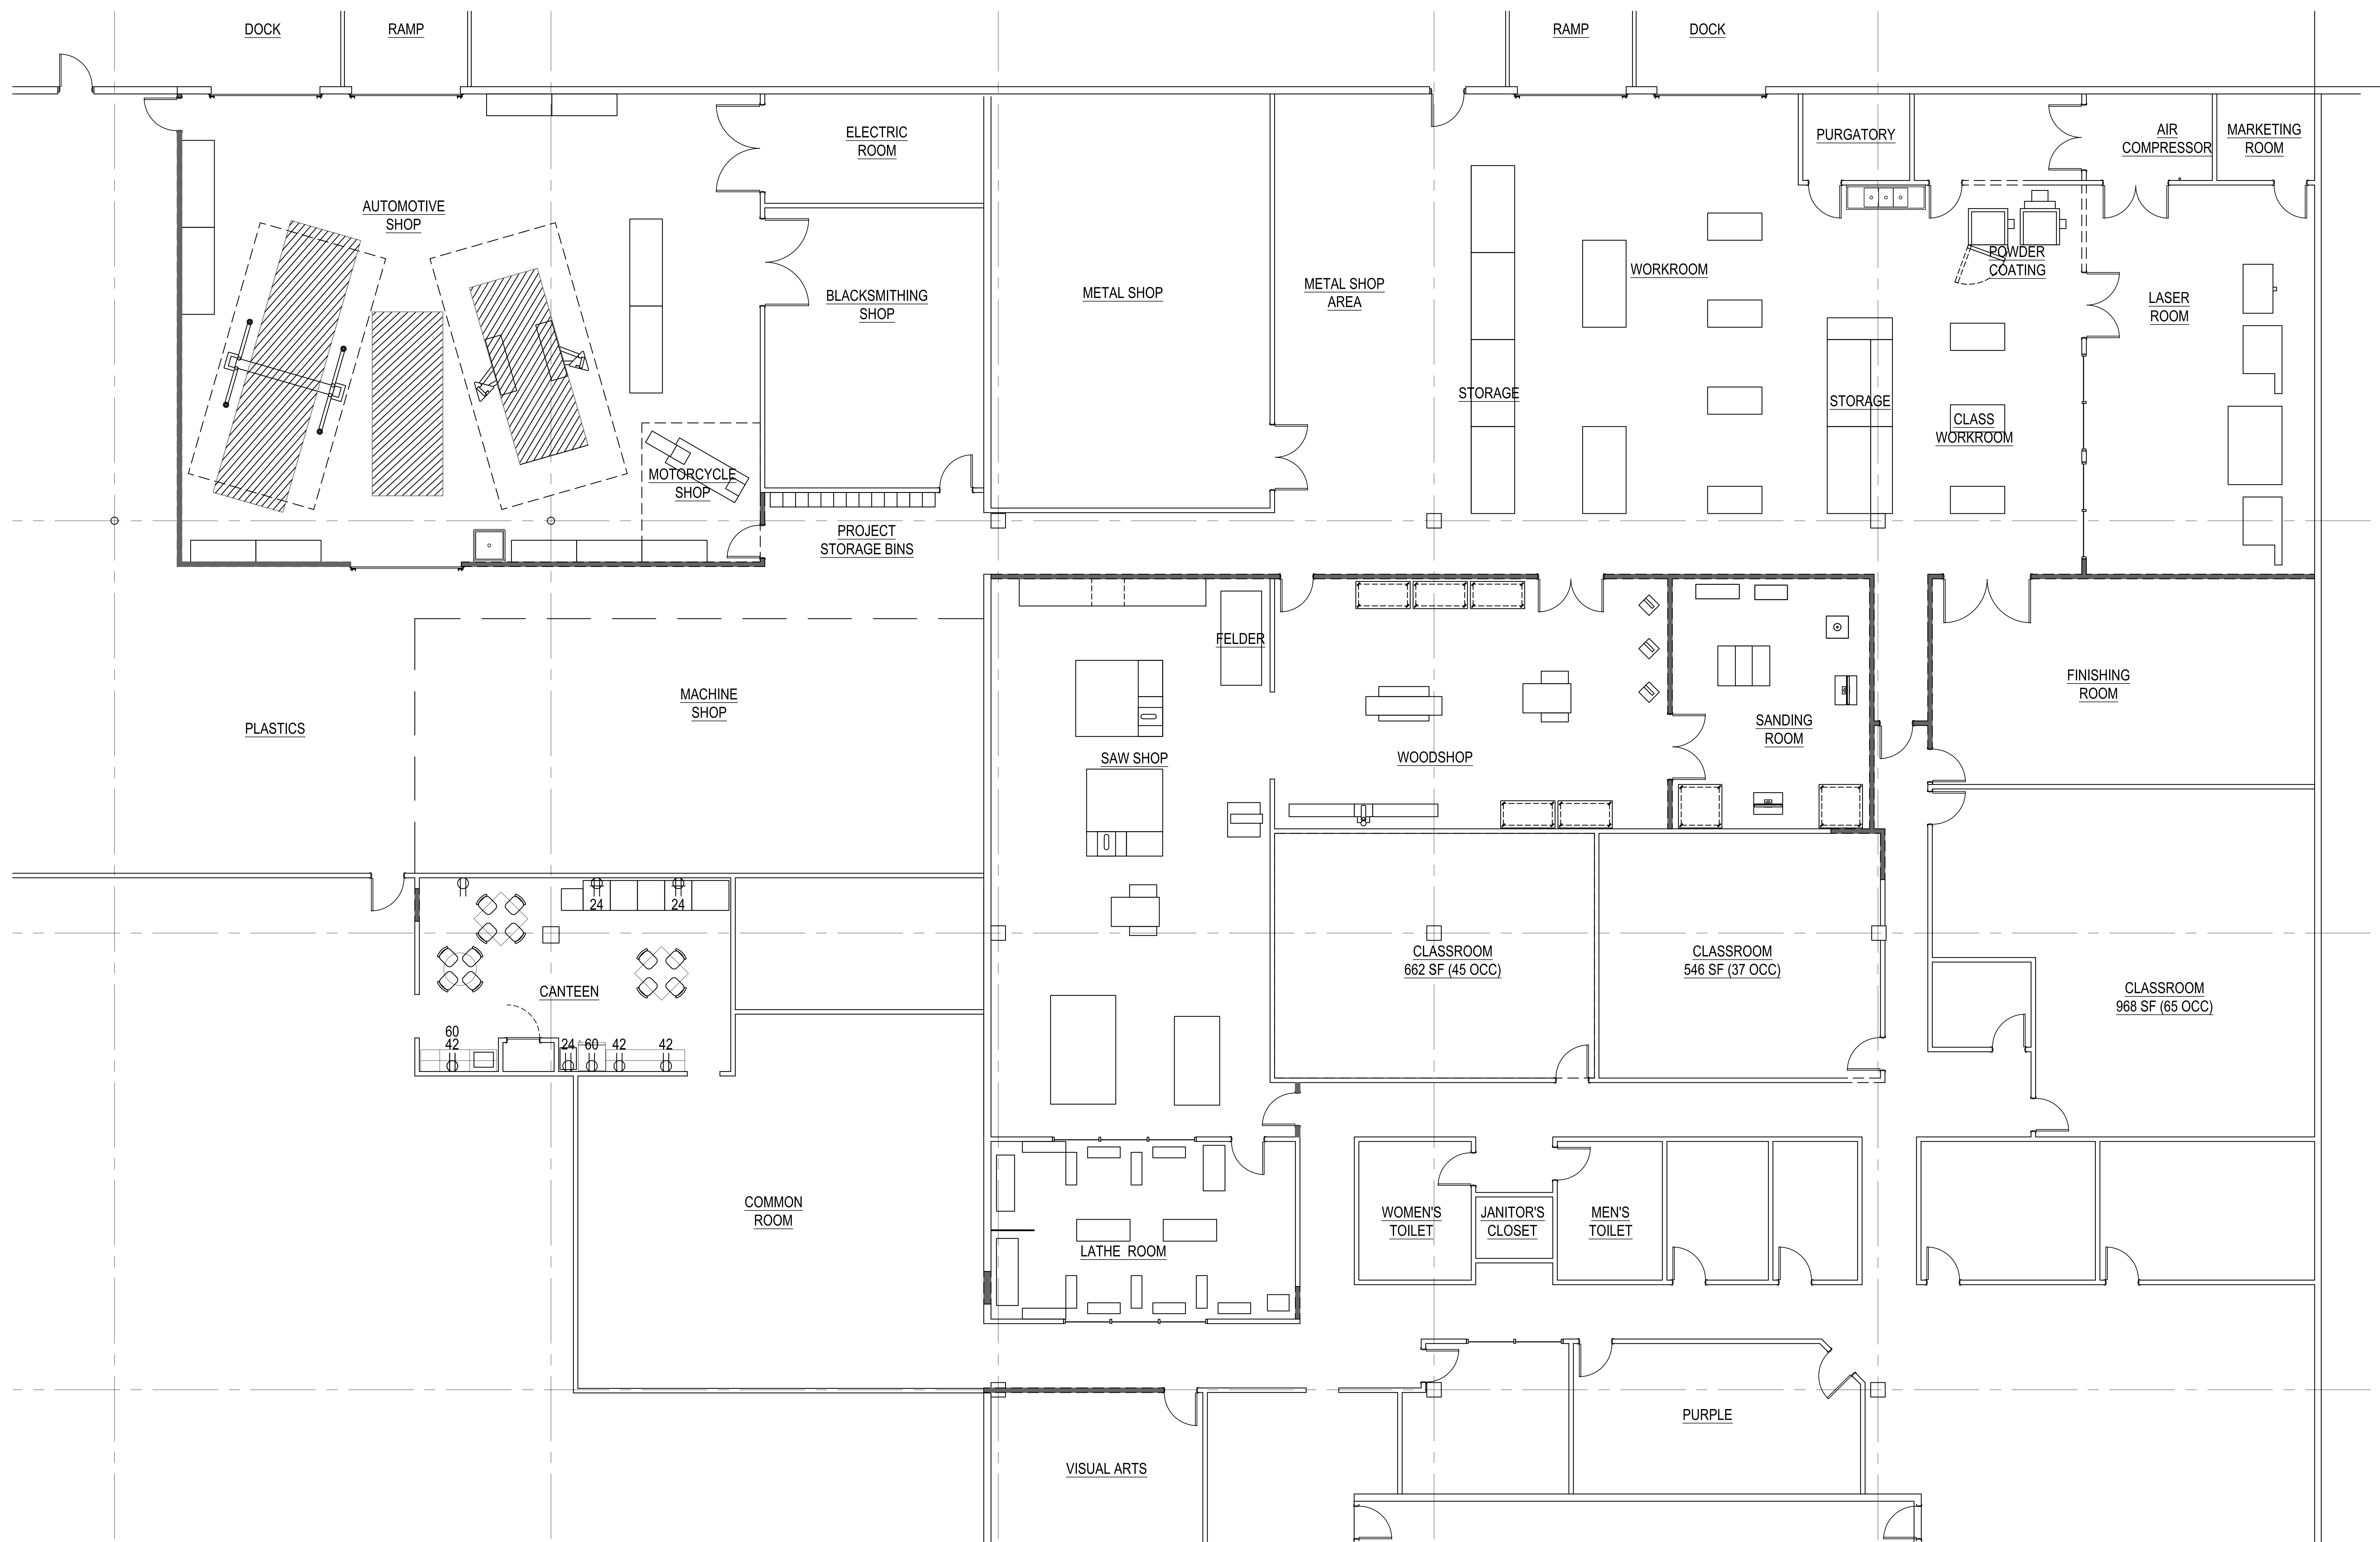 DOCK
RAMP
RAMP
DOCK
ELECTRIC
ROOM
PURGATORY
AIR
COMPRESSOR
MARKETING
ROOM
AUTOMOTIVE
SHOP
BLACKSMITHING
SHOP
METAL SHOP
METAL SHOP
AREA
WORKROOM
POWDER
COATING
LASER
ROOM
STORAGE
STORAGE
CLASS
WORKROOM
MOTORCYCLE
SHOP
PROJECT
STORAGE BINS
FELDER
MACHINE
SHOP
PLASTICS
SAW SHOP
WOODSHOP
SANDING
ROOM
FINISHING
ROOM
24
24
CANTEEN
60
42
24
60
42
42
CLASSROOM
662 SF (45 OCC)
CLASSROOM
546 SF (37 OCC)
CLASSROOM
968 SF (65 OCC)
COMMON
ROOM
LATHE ROOM
WOMEN'S
TOILET
JANITOR'S
CLOSET
MEN'S
TOILET
PURPLE
VISUAL ARTS